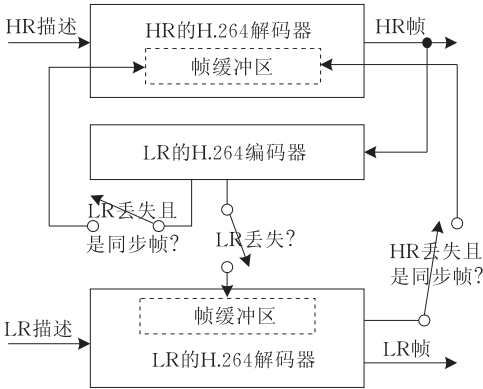 HR描述
HR的H.264解码器
HR帧
帧缓冲区
LR的H.264编码器
LR丢失且
是同步帧?
LR丢失?
HR丢失且
是同步帧?
帧缓冲区
LR描述
LR的H.264解码器
LR帧